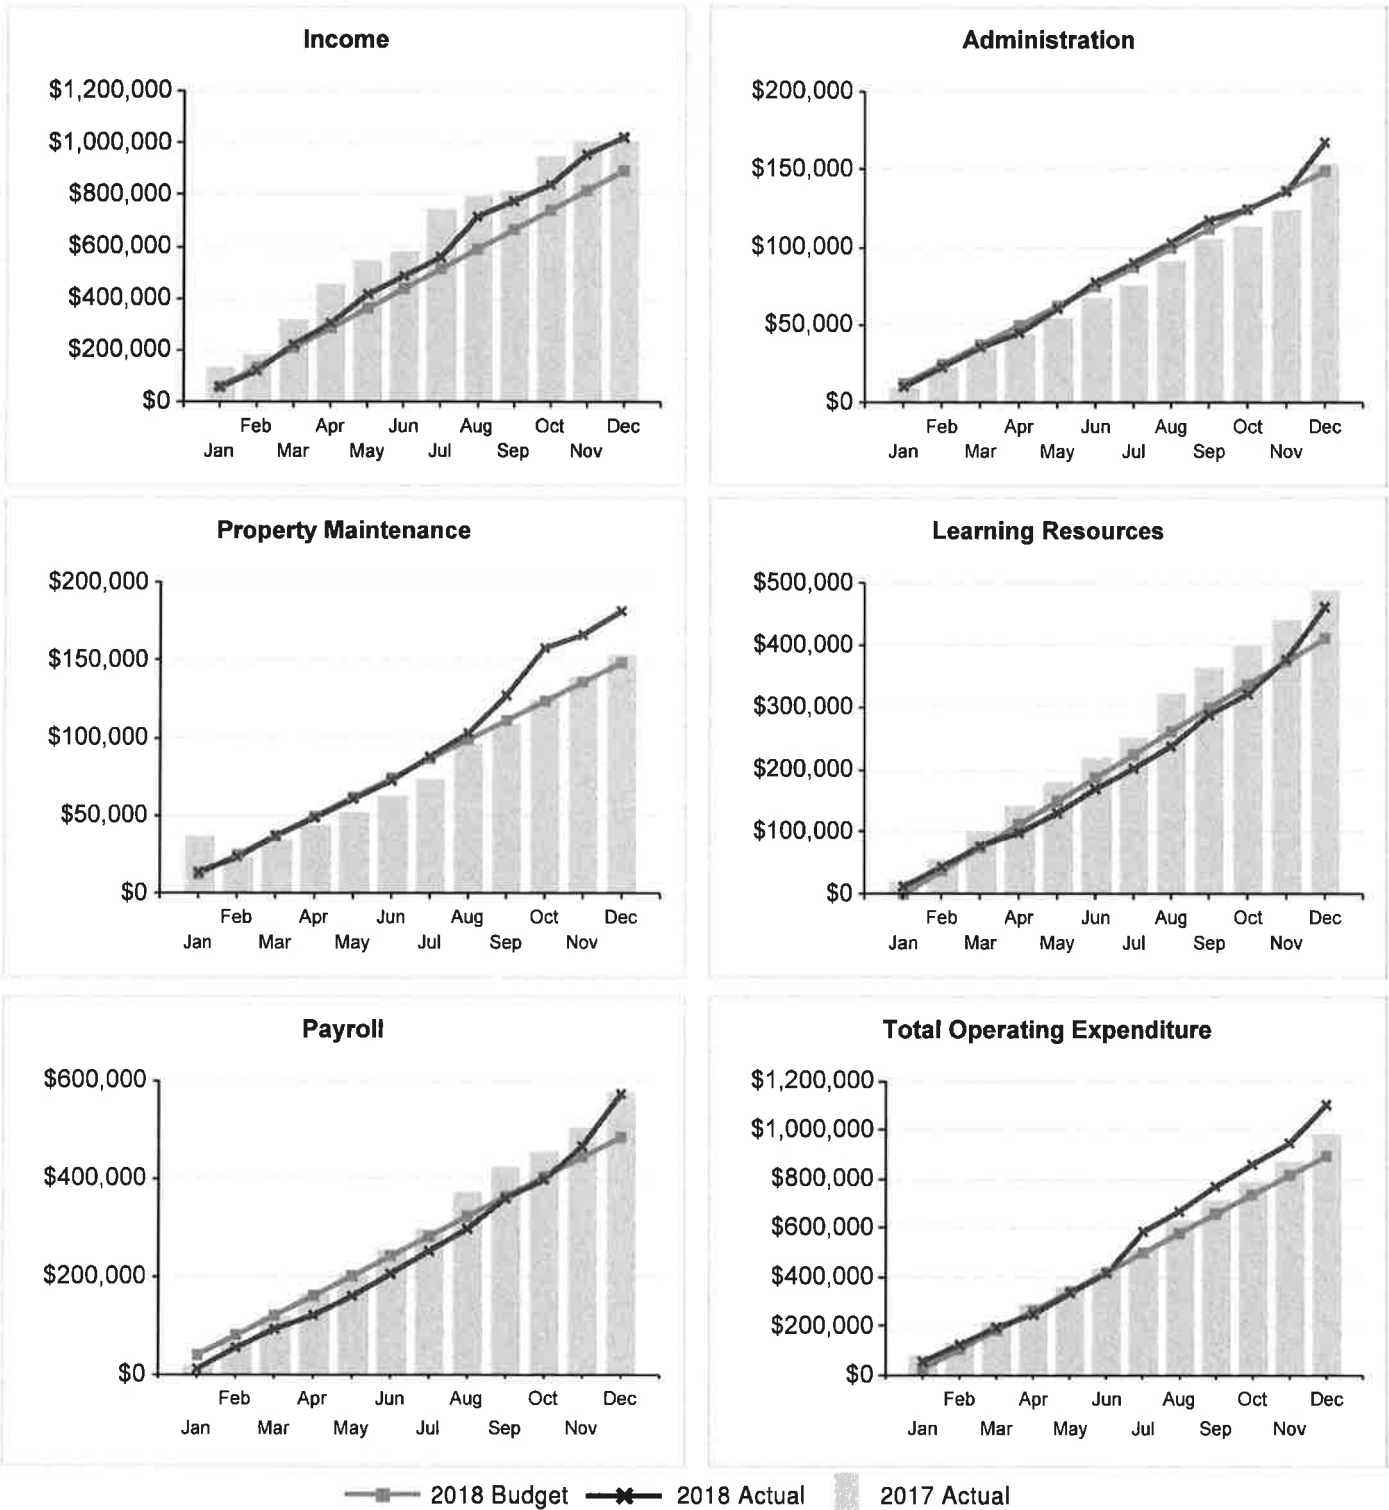 Income
$1,200,000
$1,000,000
$800,000
$600,000
$400,000
$200,000
$0
Feb Apr Jun Aug Oct Dec
Jan Mar May Jul Sep Nov
Administration
$200,000
$150,000
$100,000
$50,000
$0
Feb Apr Jun Aug Oct Dec
Jan Mar May Jul Sep Nov
Property Maintenance
$200,000
$150,000
$100,000
$50,000
$0
Feb Apr Jun Aug Oct Dec
Jan Mar May Jul Sep Nov
Learning Resources
$500,000
$400,000
$300,000
$200,000
$100,000
$0
Feb Apr Jun Aug Oct Dec
Jan Mar May Jul Sep Nov
Payroll
$600,000
$400,000
$200,000
$0
Feb Apr Jun Aug Oct Dec
Jan Mar May Jul Sep Nov
Total Operating Expenditure
$1,200,000
$1,000,000
$800,000
$600,000
$400,000
$200,000
$0
Feb Apr Jun Aug Oct Dec
Jan Mar May Jul Sep Nov
2018 Budget 2018 Actual 2017 Actual